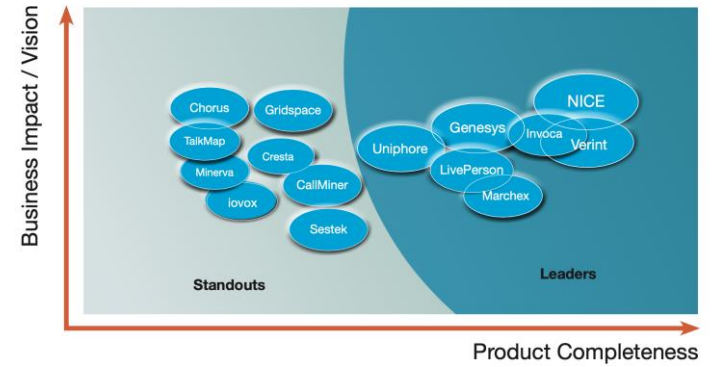 Business Impact / Vision
Chorus
Gridspace
NICE
TalkMap
Genesys
Invoca
Verint
Cresta
Uniphore
Minerva
LivePerson
CallMiner
Marchex
iovox
Sestek
Standouts
Leaders
Product Completeness